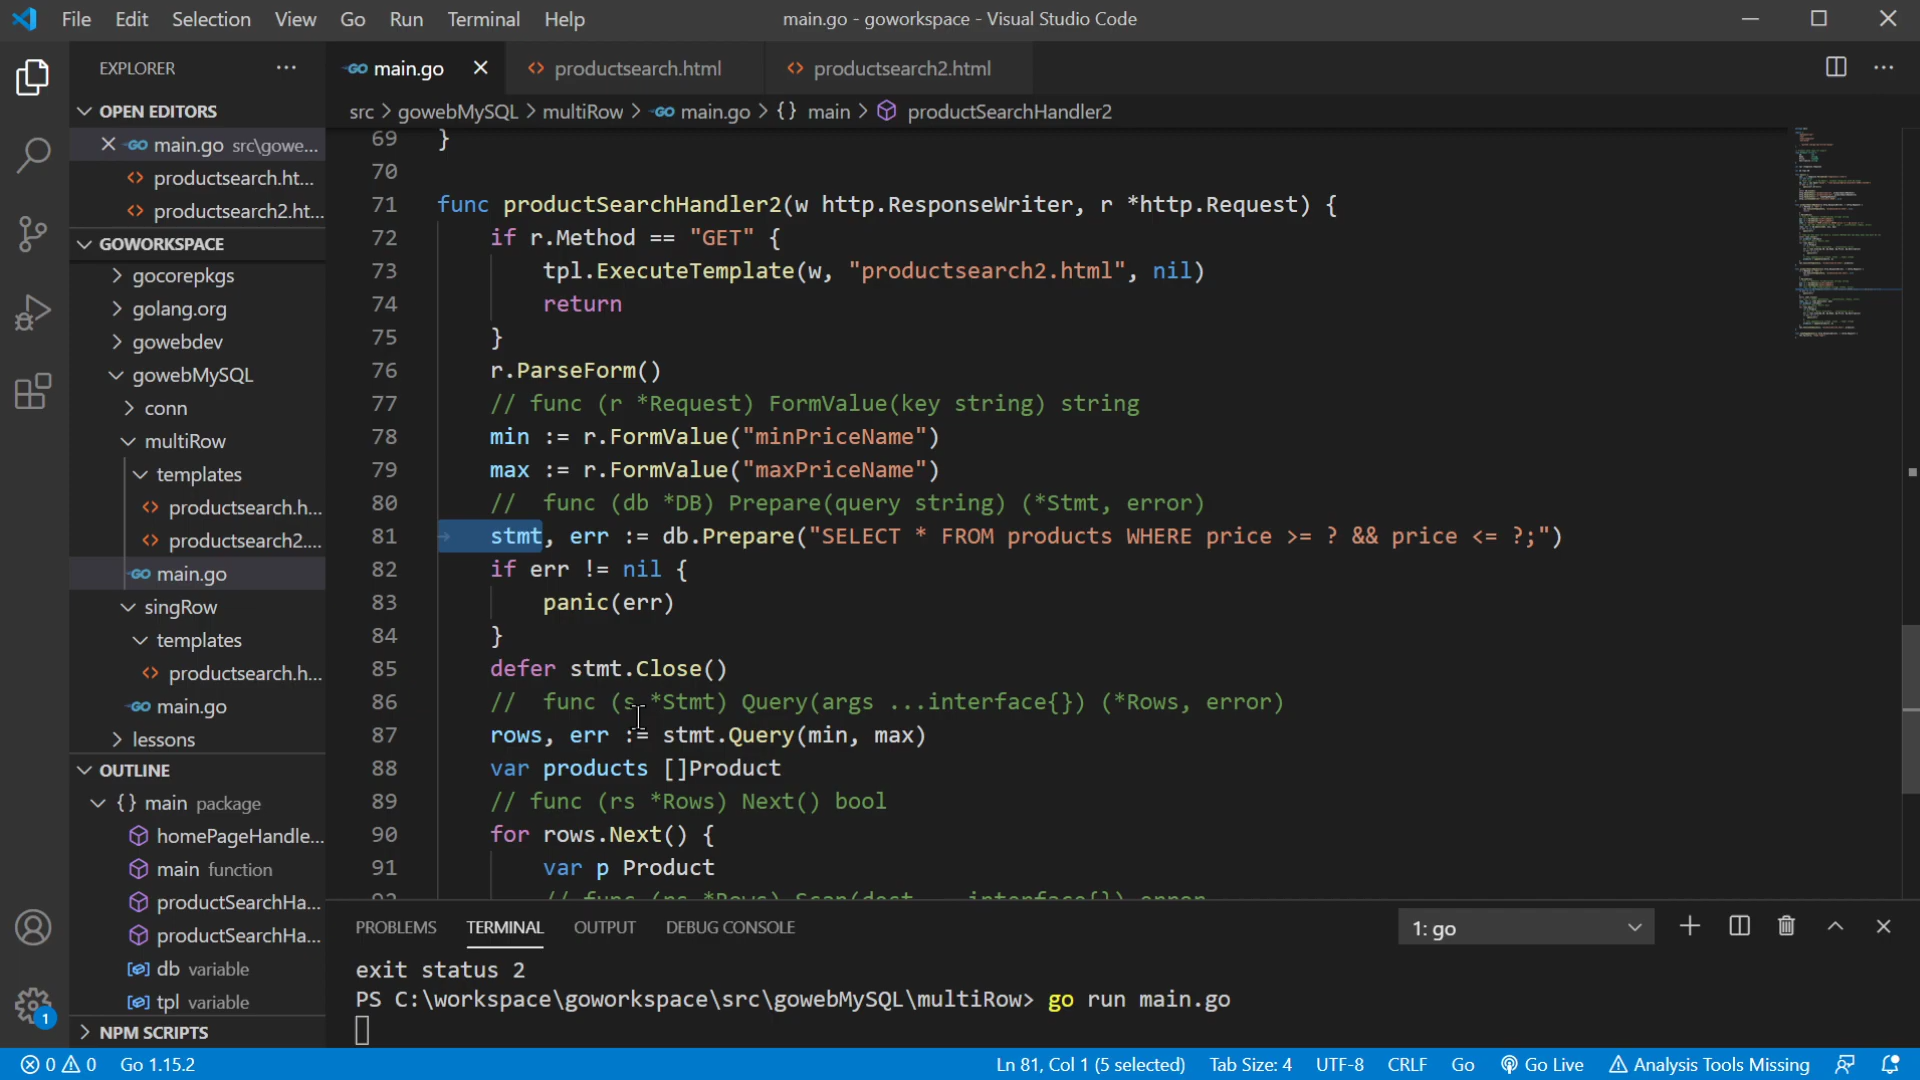 File Edit Selection View Go Run Terminal Help
main.go - goworkspace - Visual Studio Code
EXPLORER
OPEN EDITORS
main.go src\gowe...
productsearch.ht...
productsearch2.ht...
GOWORKSPACE
gocorepkgs
golang.org
gowebdev
gowebMySQL
conn
multiRow
templates
productsearch.h...
productsearch2....
main.go
singRow
templates
productsearch.h...
main.go
lessons
OUTLINE
{} main package
homePageHandle...
main function
productSearchHa...
productSearchHa...
db variable
tpl variable
NPM SCRIPTS
main.go
productsearch.html
productsearch2.html
src > gowebMySQL > multiRow > main.go > {} main > productSearchHandler2
69 }
70
71 func productSearchHandler2(w http.ResponseWriter, r *http.Request) {
72 if r.Method == "GET" {
73 tpl.ExecuteTemplate(w, "productsearch2.html", nil)
74 return
75 }
76 r.ParseForm()
77 // func (r *Request) FormValue(key string) string
78 min := r.FormValue("minPriceName")
79 max := r.FormValue("maxPriceName")
80 // func (db *DB) Prepare(query string) (*Stmt, error)
81 stmt, err := db.Prepare("SELECT * FROM products WHERE price >= ? && price <= ?;")
82 if err != nil {
83 panic(err)
84 }
85 defer stmt.Close()
86 // func (s *Stmt) Query(args ...interface{}) (*Rows, error)
87 rows, err := stmt.Query(min, max)
88 var products []Product
89 // func (rs *Rows) Next() bool
90 for rows.Next() {
91 var p Product
92 // func (rs *Rows) Scan(dest ...interface{}) error
PROBLEMS TERMINAL OUTPUT DEBUG CONSOLE
1: go
exit status 2
PS C:\workspace\goworkspace\src\gowebMySQL\multiRow> go run main.go
1
0 0 Go 1.15.2
Ln 81, Col 1 (5 selected) Tab Size: 4 UTF-8 CRLF Go Go Live Analysis Tools Missing